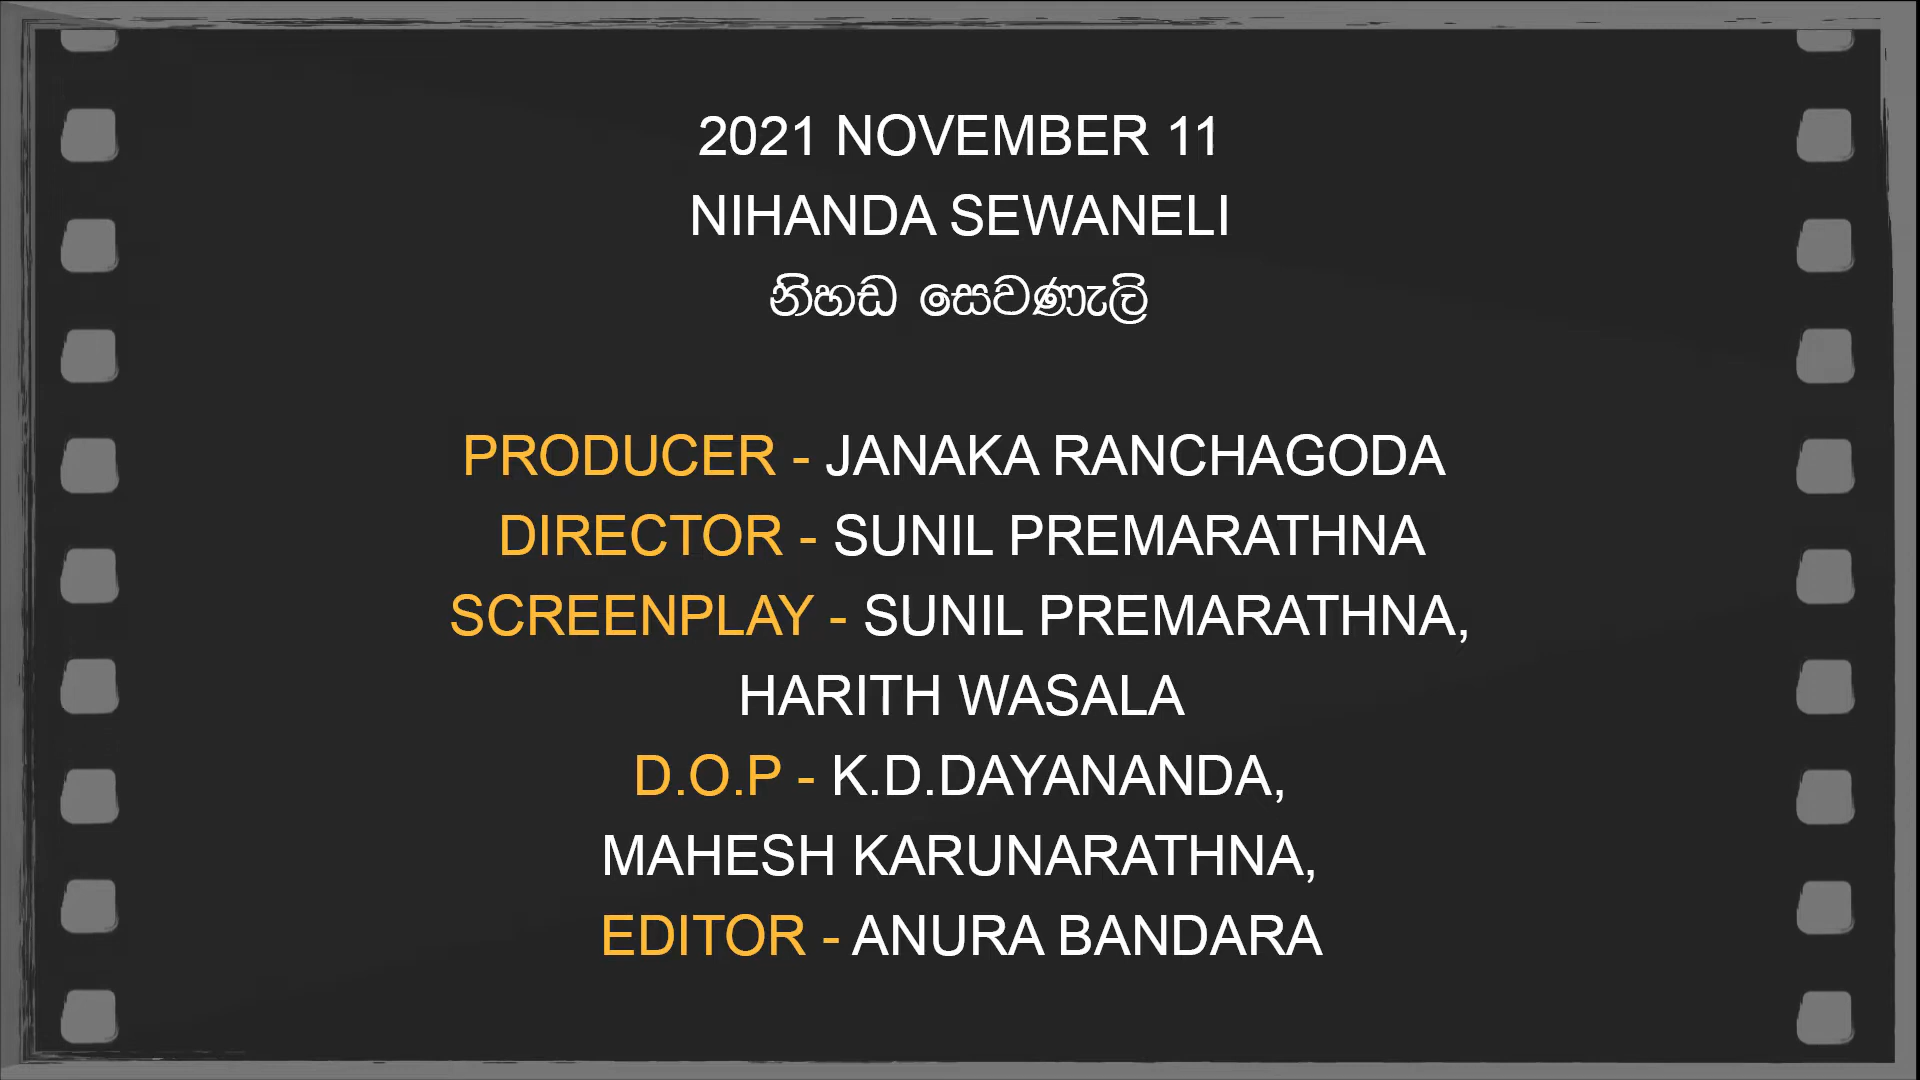 2021 NOVEMBER 11
NIHANDA SEWANELI
නිහඩ සෙවණැලි
PRODUCER - JANAKA RANCHAGODA
DIRECTOR - SUNIL PREMARATHNA
SCREENPLAY - SUNIL PREMARATHNA,
HARITH WASALA
D.O.P - K.D.DAYANANDA,
MAHESH KARUNARATHNA,
EDITOR - ANURA BANDARA